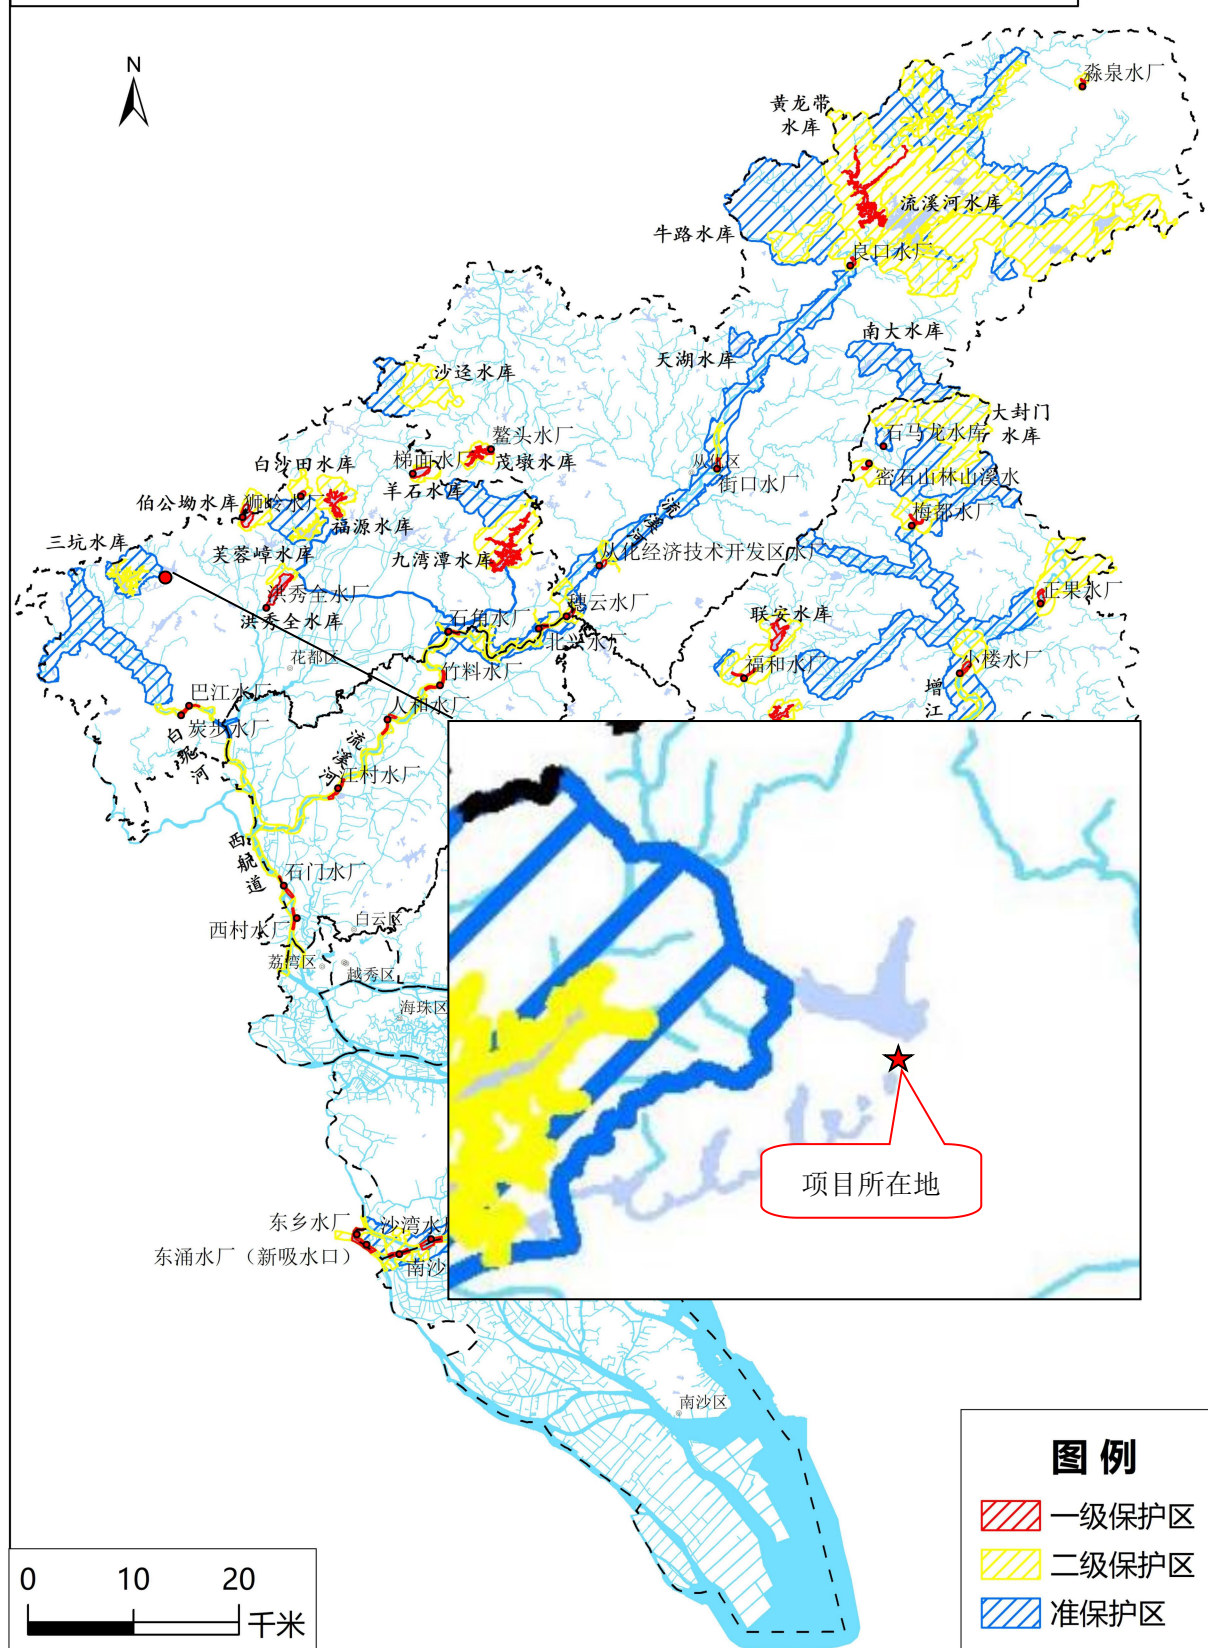 N
淼泉水厂
黄龙带
水库
流溪河水库
牛路水库
良口水厂
南大水库
天湖水库
沙迳水库
大封门
水库
石马龙水库
鳌头水厂
梯面水厂
茂墩水库
从化区
街口水厂
密石山林山溪水
白沙田水库
羊石水库
伯公坳水库
狮岭水厂
梅都水厂
流溪河
福源水库
三坑水库
芙蓉嶂水库
九湾潭水库
从化经济技术开发区水厂
洪秀全水厂
正果水厂
洪秀全水库
石角水厂
穗云水厂
联安水库
北兴水厂
花都区
竹料水厂
福和水厂
小楼水厂
巴江水厂
增江
炭步水厂
人和水厂
白坭河
流溪河
江村水厂
西航道
石门水厂
西村水厂
白云区
荔湾区
越秀区
海珠区
项目所在地
东乡水厂
沙湾水
东涌水厂（新吸水口）
南沙
南沙区
图 例
一级保护区
二级保护区
准保护区
0 10 20
千米